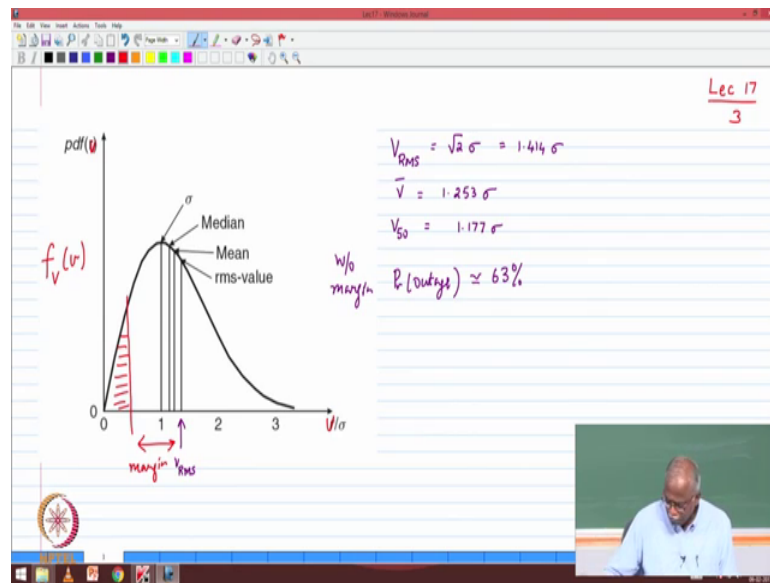 Lec17 - Windows Journal
File Edit View Insert Actions Tools Help
Page Width
B I
Lec 17
3
pdf(v)
f_v(v)
σ
Median
Mean
rms-value
0
0 1 2 3 v/σ
margin
V_RMS
V_RMS = √2 σ = 1.414 σ
V̄ = 1.253 σ
V_50 = 1.177 σ
w/o
margin
Pr (outage) ≃ 63%
NPTEL
1